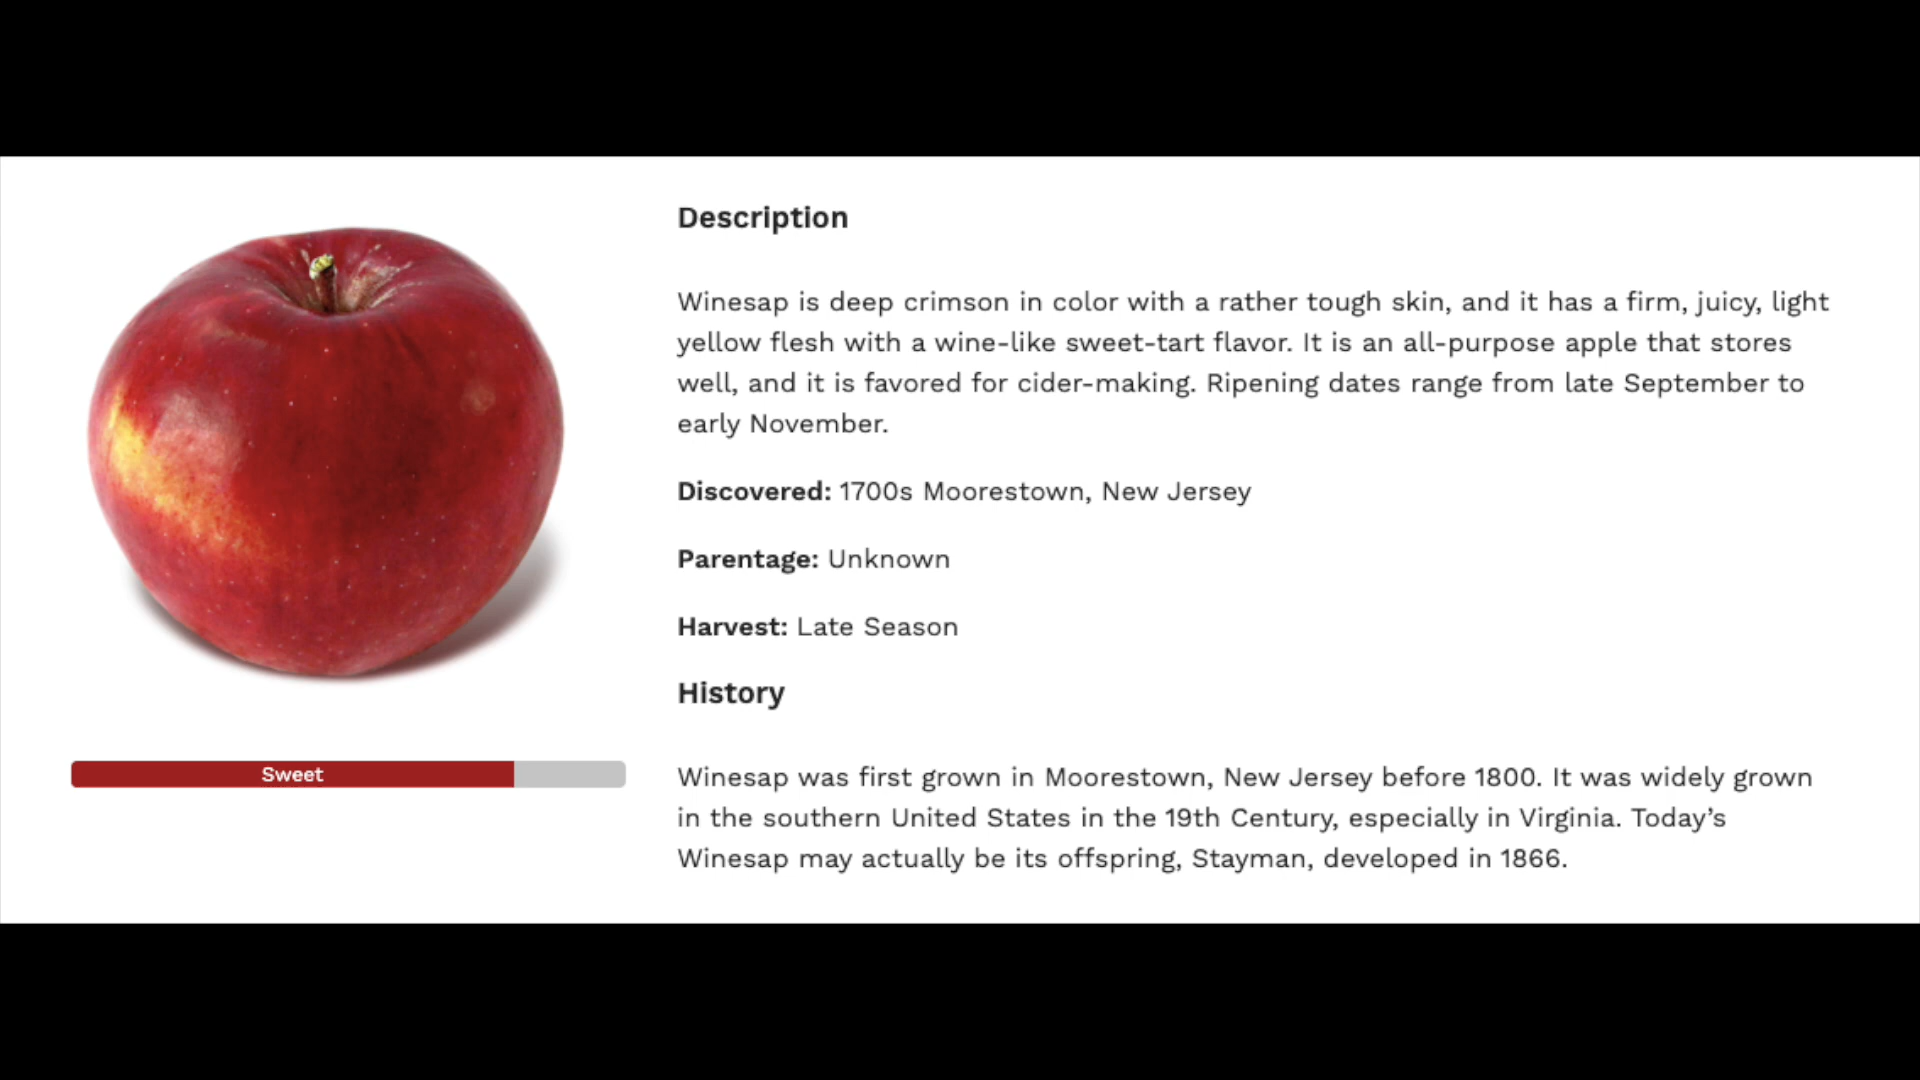 Description
Winesap is deep crimson in color with a rather tough skin, and it has a firm, juicy, light
yellow flesh with a wine-like sweet-tart flavor. It is an all-purpose apple that stores
well, and it is favored for cider-making. Ripening dates range from late September to
early November.
Discovered: 1700s Moorestown, New Jersey
Parentage: Unknown
Harvest: Late Season
History
Sweet
Winesap was first grown in Moorestown, New Jersey before 1800. It was widely grown
in the southern United States in the 19th Century, especially in Virginia. Today’s
Winesap may actually be its offspring, Stayman, developed in 1866.